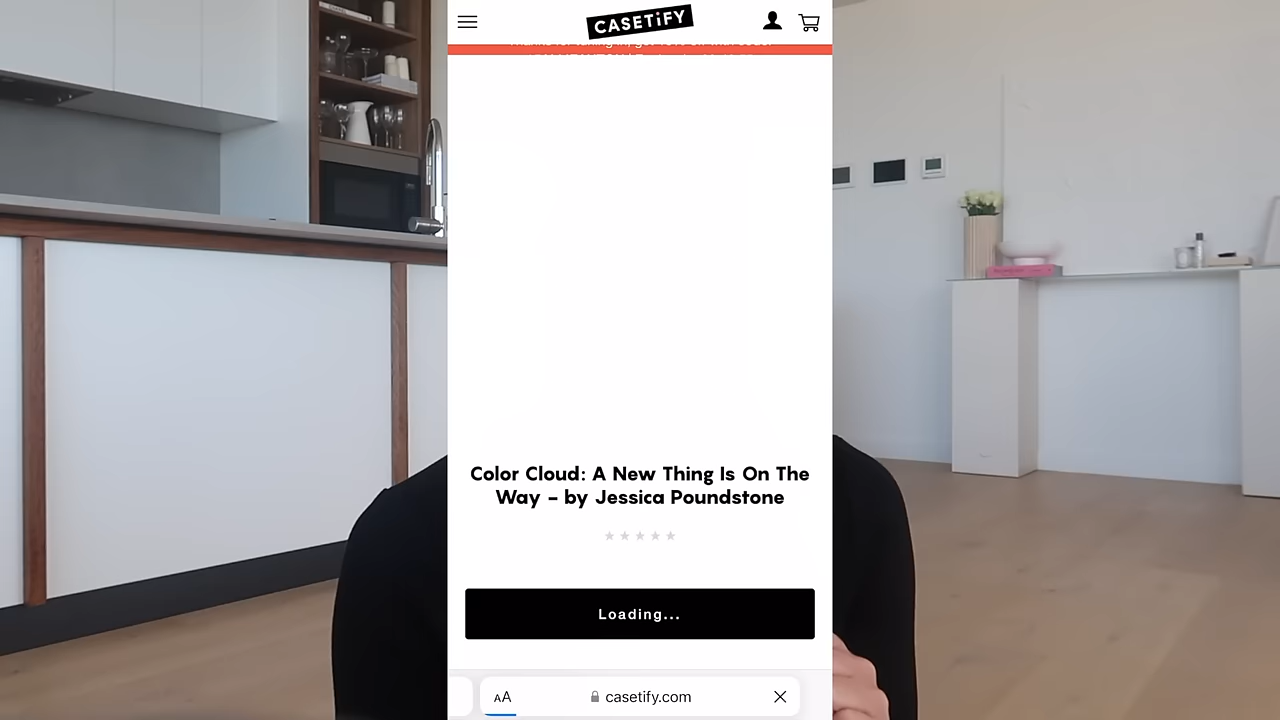 CASETiFY
Color Cloud: A New Thing Is On The
Way - by Jessica Poundstone
Loading...
AA
casetify.com